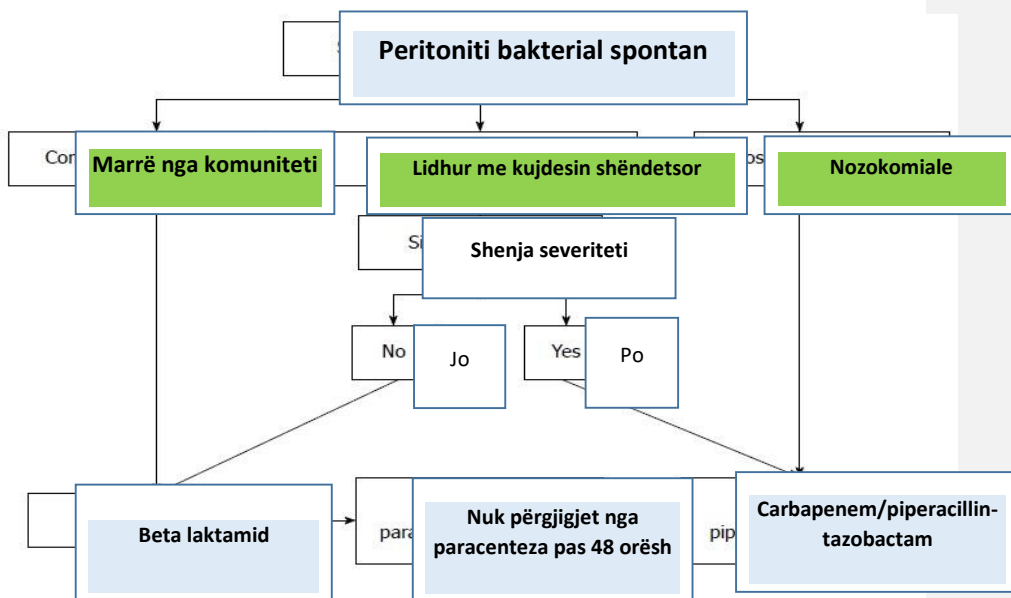 Peritoniti bakterial spontan
Marrë nga komuniteti
Lidhur me kujdesin shëndetsor
Nozokomiale
Shenja severiteti
No
Jo
Yes
Po
Beta laktamid
Nuk përgjigjet nga
paracenteza pas 48 orësh
Carbapenem/piperacillin-
tazobactam